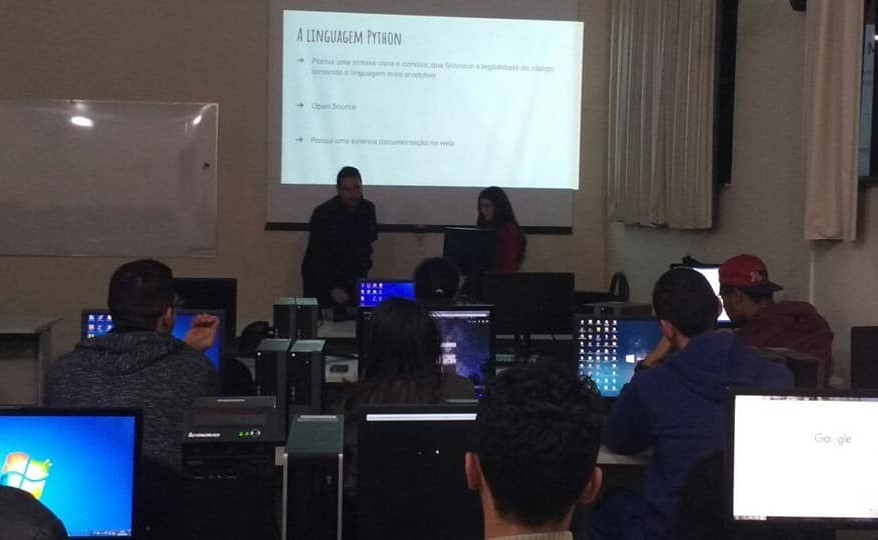 A LINGUAGEM PYTHON
→ Possui uma sintaxe clara e concisa, que favorece a legibilidade do código,
tornando a linguagem mais produtiva
→ Open Source
→ Possui uma extensa documentação na web
Google